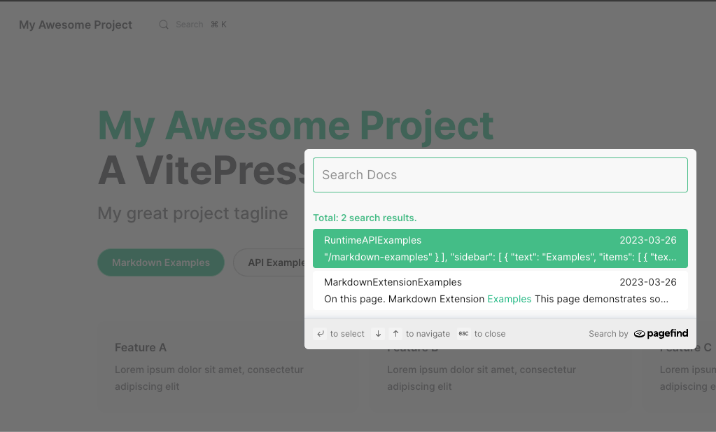 My Awesome Project
Search ⌘ K
My Awesome Project
A VitePress
My great project tagline
Markdown Examples
API Example
Search Docs
Total: 2 search results.
RuntimeAPIExamples 2023-03-26
"/markdown-examples" } ], "sidebar": [ { "text": "Examples", "items": [ { "tex...
MarkdownExtensionExamples 2023-03-26
On this page. Markdown Extension Examples This page demonstrates so...
to select ↓ ↑ to navigate esc to close Search by pagefind
Feature A
Lorem ipsum dolor sit amet, consectetur
adipiscing elit
Feature B
Lorem ipsum dolor sit amet, consectetur
adipiscing elit
Feature C
Lorem ipsum
adipiscing e